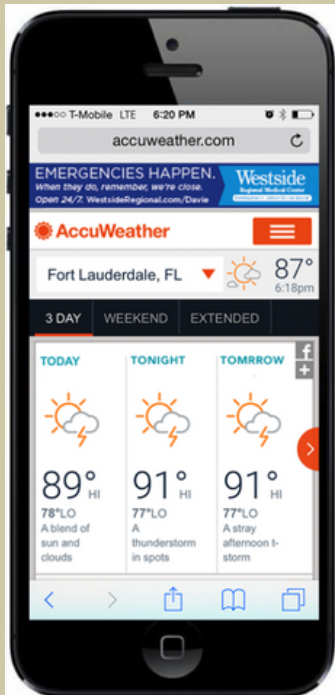 T-Mobile LTE 6:20 PM
accuweather.com
EMERGENCIES HAPPEN.
When they do, remember, we're close.
Open 24/7. WestsideRegional.com/Davie
Westside
Regional Medical Center
AccuWeather
Fort Lauderdale, FL
87°
6:18pm
3 DAY WEEKEND EXTENDED
TODAY TONIGHT TOMRROW
f
+
89° HI 91° HI 91° HI
78°LO 77°LO 77°LO
A blend of A A stray
sun and thunderstorm afternoon t-
clouds in spots storm